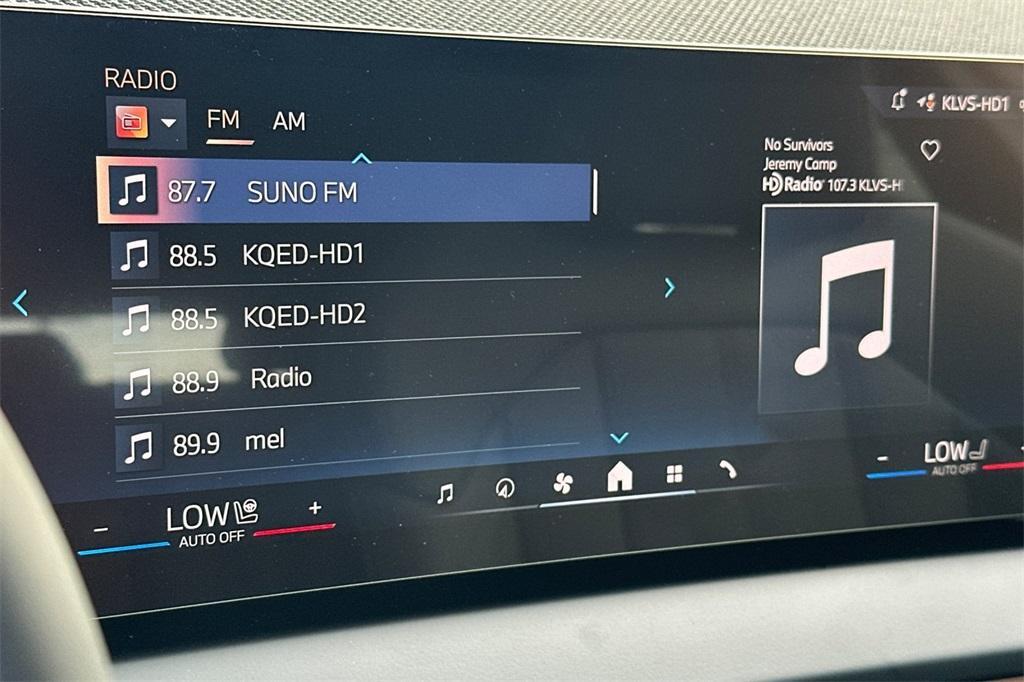 RADIO
FM AM
KLVS-HD1
87.7 SUNO FM
88.5 KQED-HD1
88.5 KQED-HD2
88.9 Radio
89.9 mel
No Survivors
Jeremy Camp
HD Radio 107.3 KLVS-H
- LOW +
AUTO OFF
- LOW
AUTO OFF